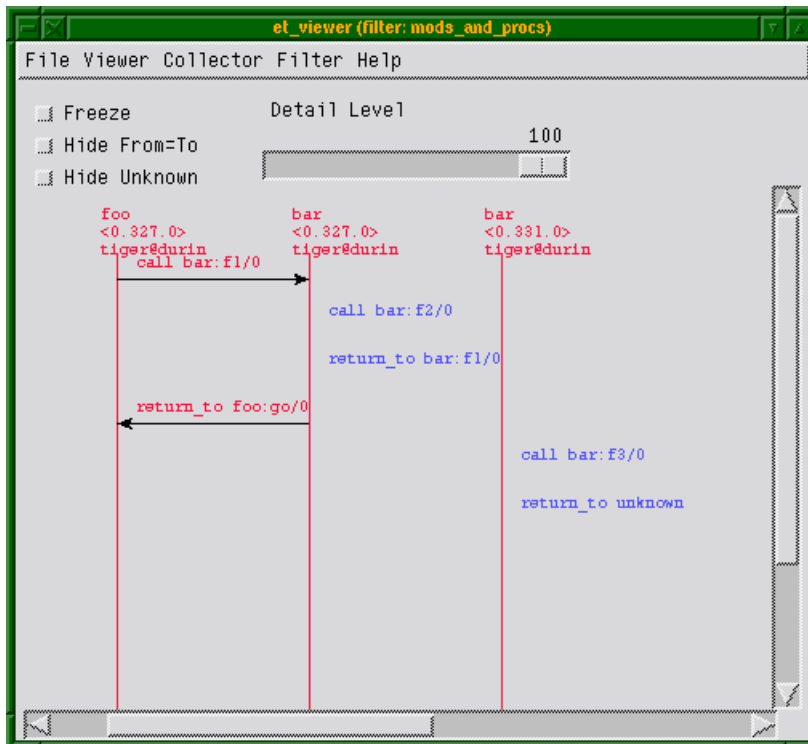 et_viewer (filter: mods_and_procs)
File Viewer Collector Filter Help
Freeze
Detail Level
Hide From=To
100
Hide Unknown
foo
<0.327.0>
tiger@durin
bar
<0.327.0>
tiger@durin
bar
<0.331.0>
tiger@durin
call bar:f1/0
call bar:f2/0
return_to bar:f1/0
return_to foo:go/0
call bar:f3/0
return_to unknown